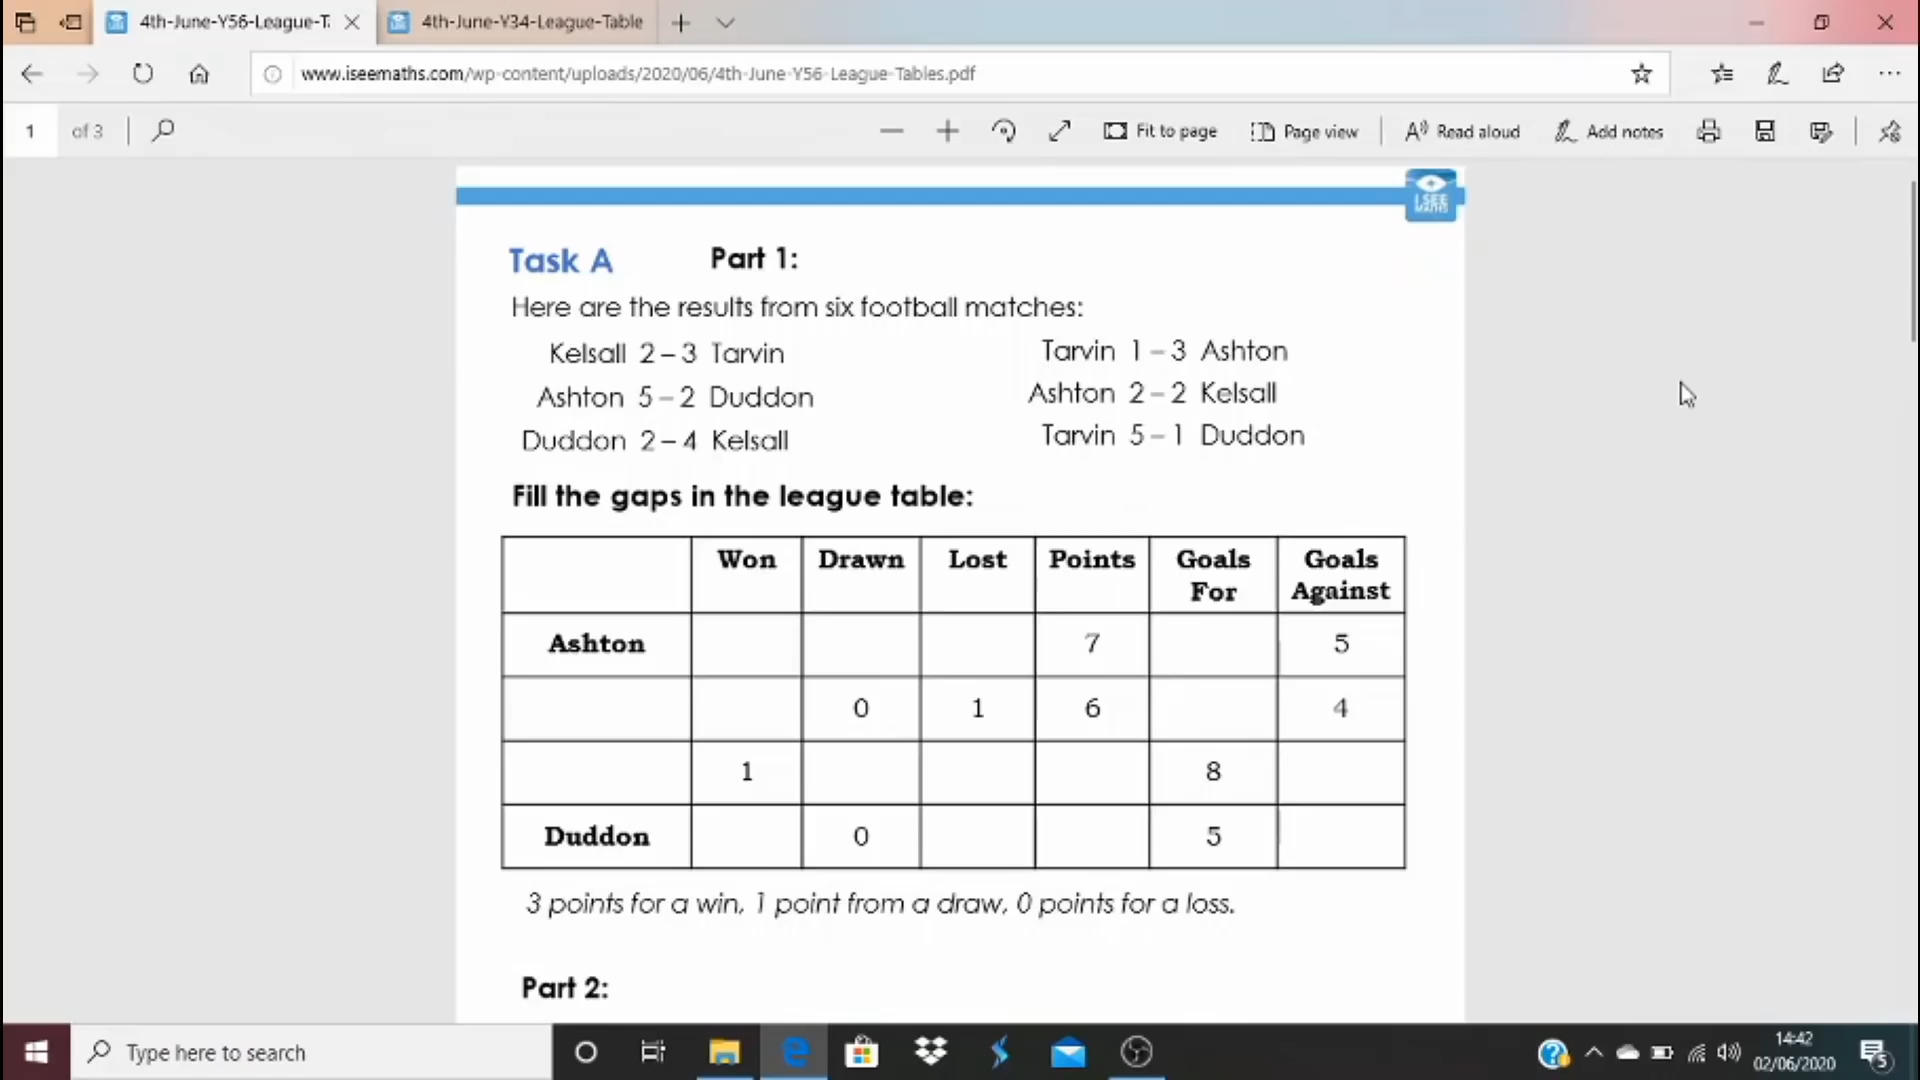 4th-June-Y56-League-T.
4th-June-Y34-League-Table
www.iseemaths.com/wp-content/uploads/2020/06/4th-June-Y56-League-Tables.pdf
1 of 3
Fit to page
Page view
Read aloud
Add notes
I SEE
MATHS
Task A Part 1:
Here are the results from six football matches:
Kelsall 2 – 3 Tarvin
Tarvin 1 – 3 Ashton
Ashton 5 – 2 Duddon
Ashton 2 – 2 Kelsall
Duddon 2 – 4 Kelsall
Tarvin 5 – 1 Duddon
Fill the gaps in the league table:
Won Drawn Lost Points Goals For Goals Against
Ashton 7 5
0 1 6 4
1 8
Duddon 0 5
3 points for a win, 1 point from a draw, 0 points for a loss.
Part 2:
Type here to search
14:42
02/06/2020
5